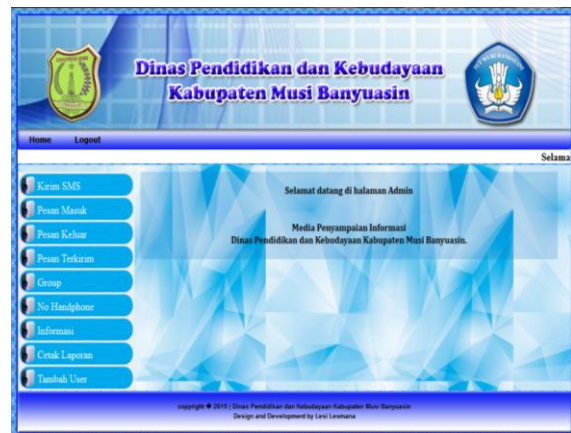 Dinas Pendidikan dan Kebudayaan
Kabupaten Musi Banyuasin
Home Logout
Selama
Kirim SMS
Pesan Masuk
Pesan Keluar
Pesan Terkirim
Group
No Handphone
Informasi
Cetak Laporan
Tambah User
Selamat datang di halaman Admin
Media Penyampaian Informasi
Dinas Pendidikan dan Kebudayaan Kabupaten Musi Banyuasin.
copyright � 2015 | Dinas Pendidikan dan Kebudayaan Kabupaten Musi Banyuasin
Design and Development by Lesi Lesmana